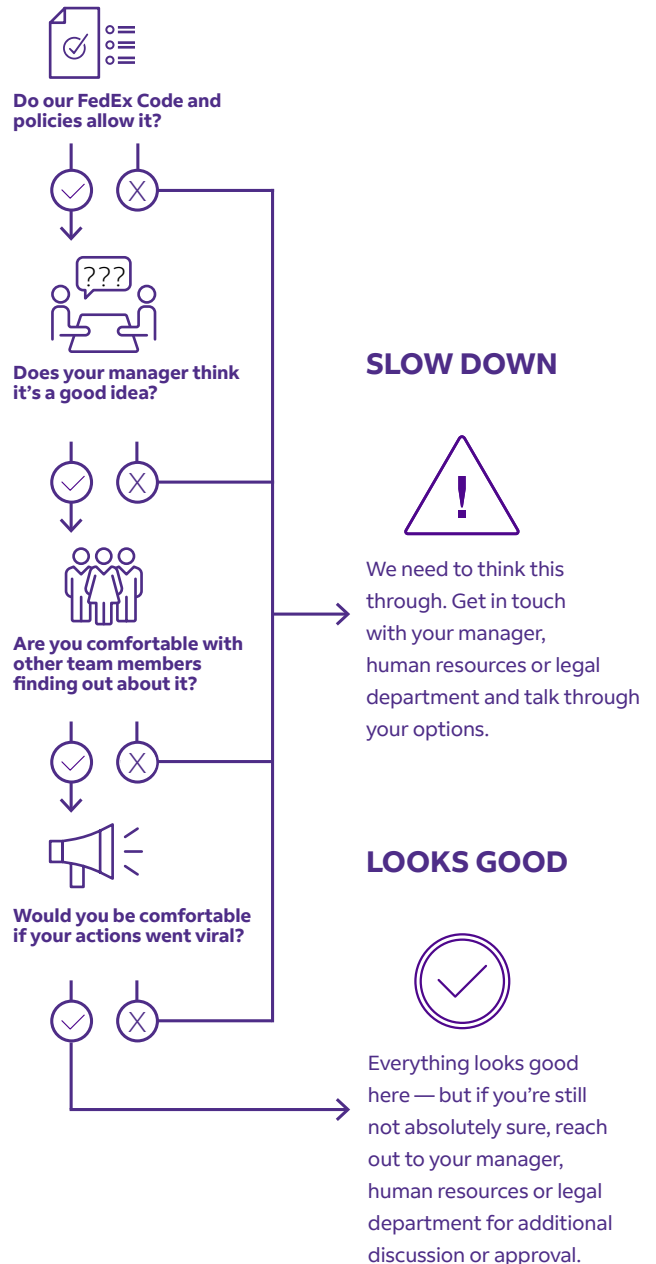 Do our FedEx Code and
policies allow it?
X
???
Does your manager think
it's a good idea?
X
Are you comfortable with
other team members
finding out about it?
X
Would you be comfortable
if your actions went viral?
X
SLOW DOWN
!
We need to think this
through. Get in touch
with your manager,
human resources or legal
department and talk through
your options.
LOOKS GOOD
Everything looks good
here — but if you're still
not absolutely sure, reach
out to your manager,
human resources or legal
department for additional
discussion or approval.